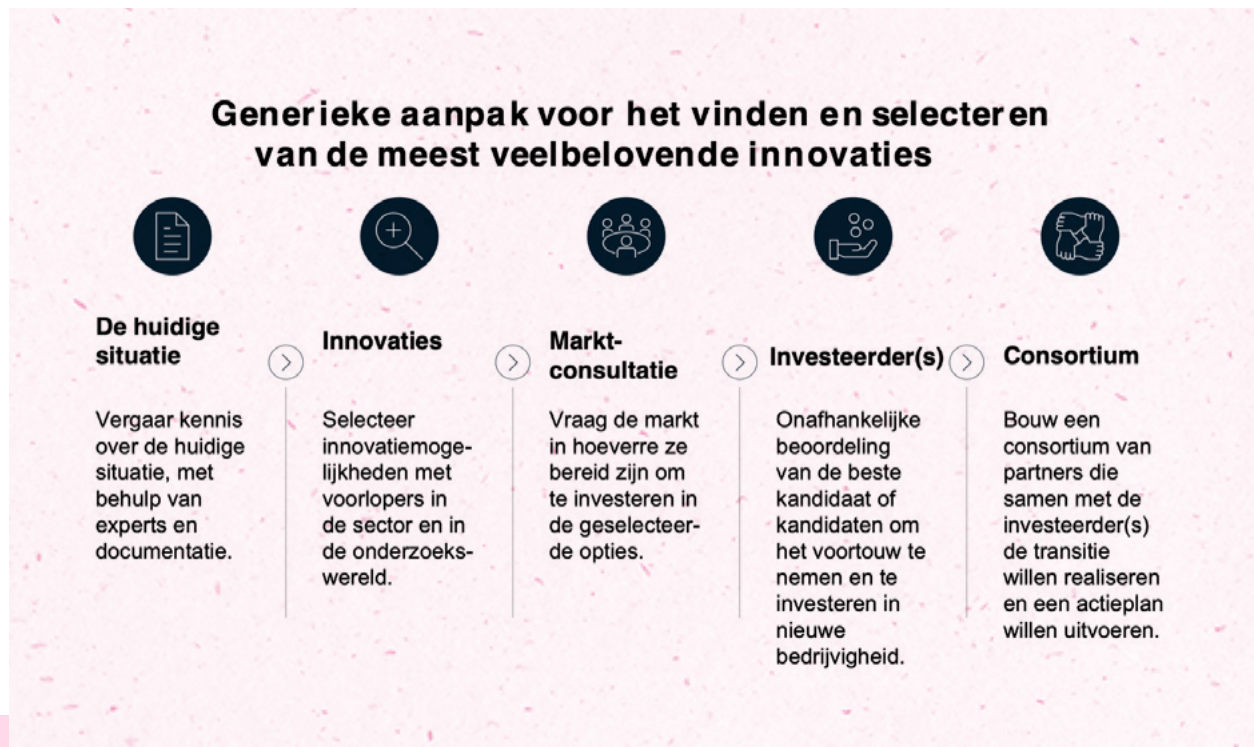 Generieke aanpak voor het vinden en selecteren
van de meest veelbelovende innovaties
De huidige
situatie
Vergaar kennis
over de huidige
situatie, met
behulp van
experts en
documentatie.
Innovaties
Selecteer
innovatiemoge-
lijkheden met
voorlopers in
de sector en in
de onderzoeks-
wereld.
Markt-
consultatie
Vraag de markt
in hoeverre ze
bereid zijn om
te investeren in
de geselecteer-
de opties.
Investeerder(s)
Onafhankelijke
beoordeling
van de beste
kandidaat of
kandidaten om
het voortouw te
nemen en te
investeren in
nieuwe
bedrijvigheid.
Consortium
Bouw een
consortium van
partners die
samen met de
investeerder(s)
de transitie
willen realiseren
en een actieplan
willen uitvoeren.